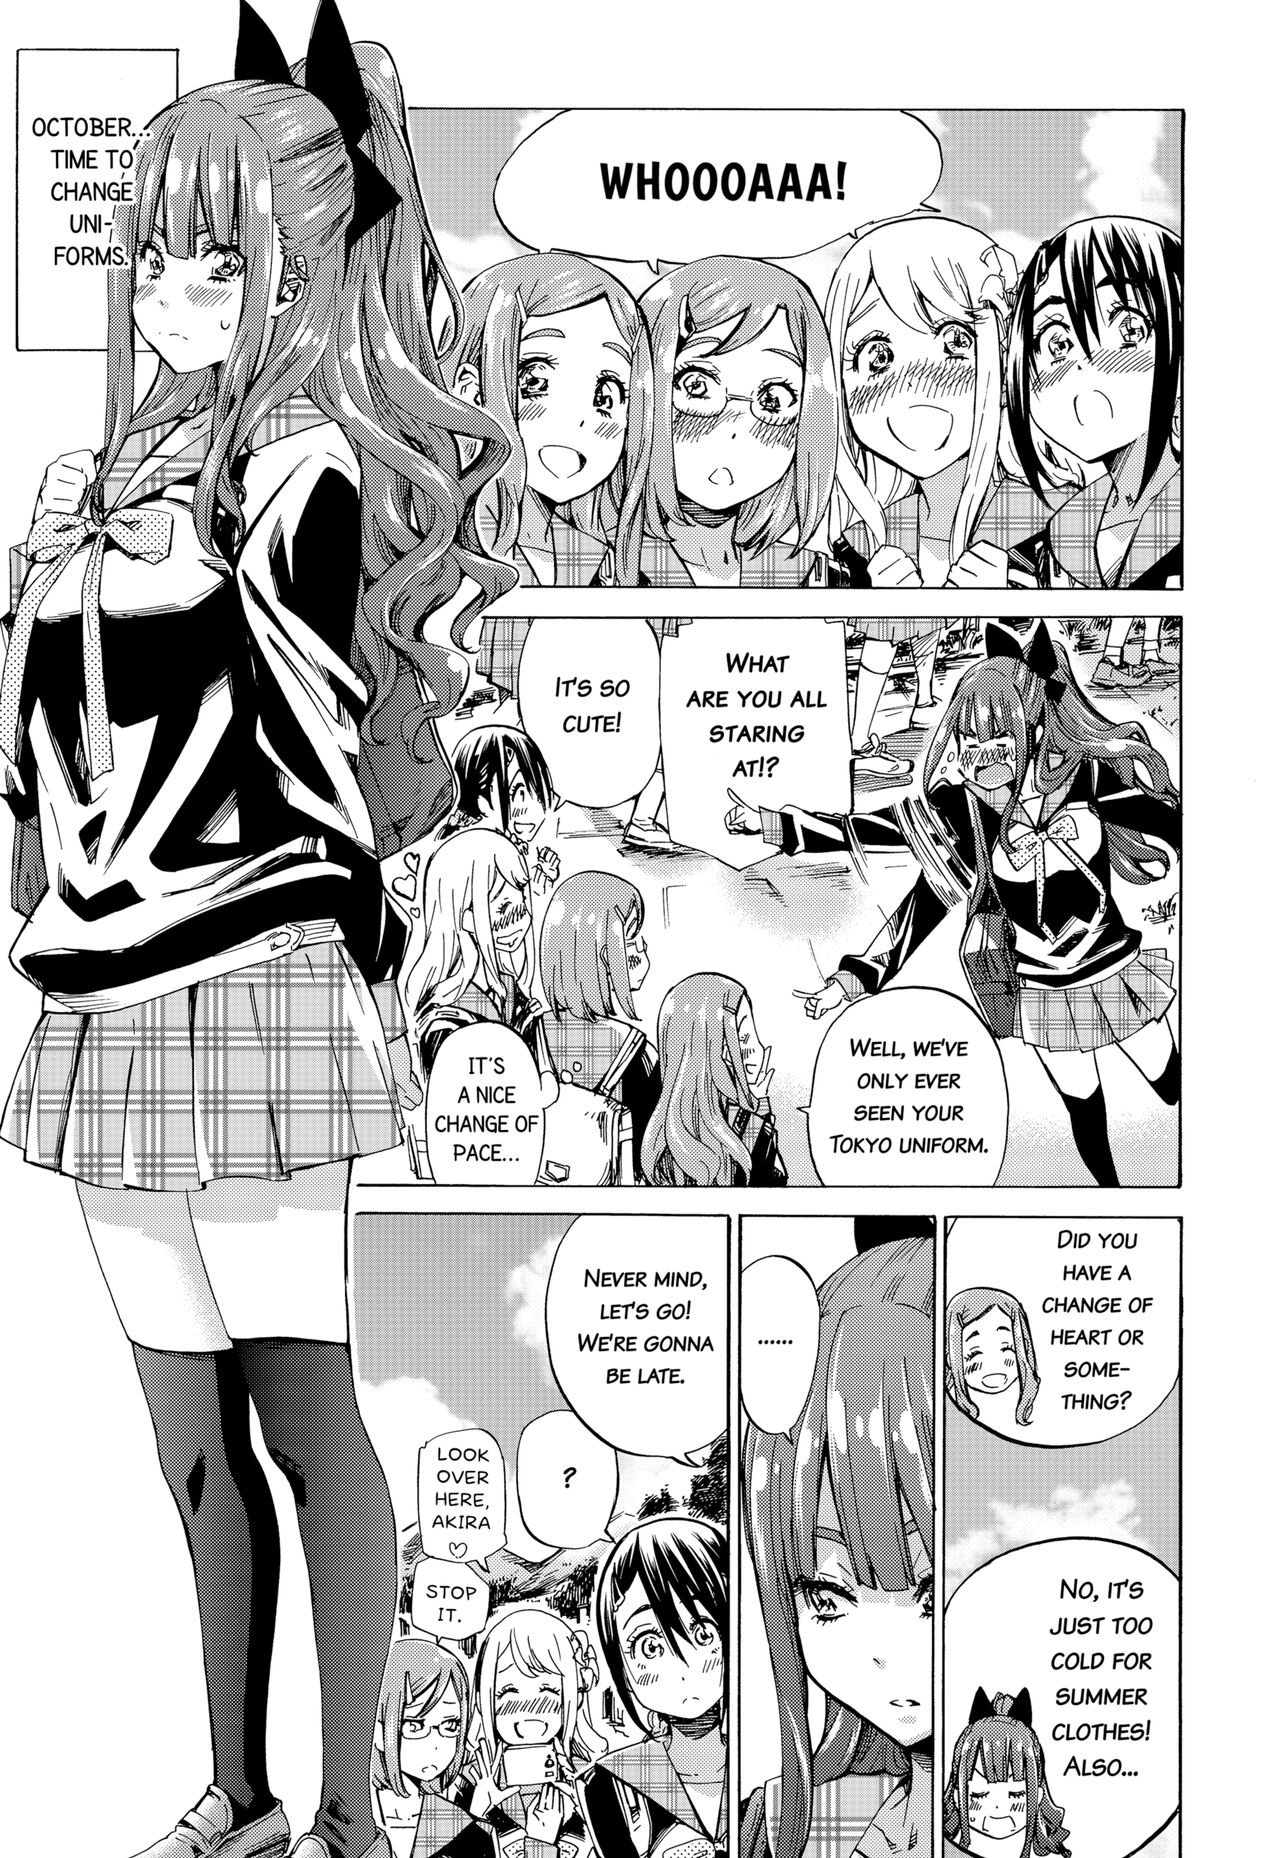 OCTOBER...
TIME TO
CHANGE
UNI-
FORMS.
WHOOOAAA!
WHAT
ARE YOU ALL
STARING
AT!?
IT'S SO
CUTE!
WELL, WE'VE
ONLY EVER
SEEN YOUR
TOKYO UNIFORM.
IT'S
A NICE
CHANGE OF
PACE...
DID YOU
HAVE A
CHANGE OF
HEART OR
SOME-
THING?
NO, IT'S
JUST TOO
COLD FOR
SUMMER
CLOTHES!
ALSO...
......
NEVER MIND,
LET'S GO!
WE'RE GONNA
BE LATE.
?
LOOK
OVER
HERE,
AKIRA
♡
STOP
IT.